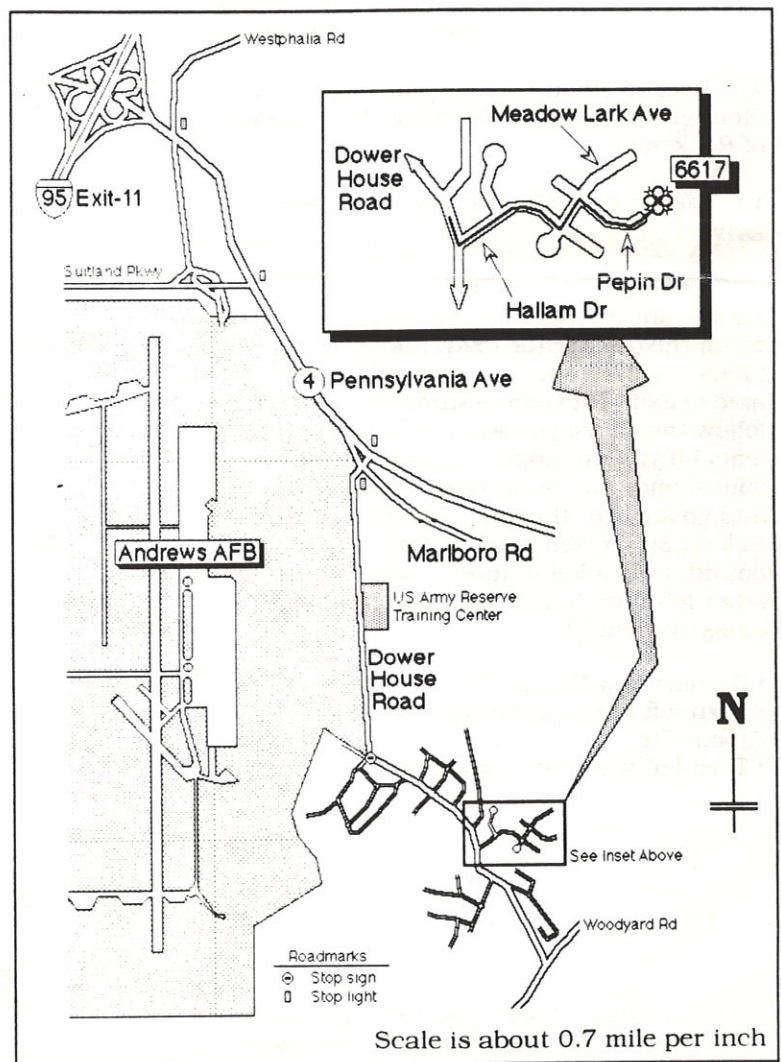 Westphalia Rd
95 Exit-11
Suitland Pkwy
Meadow Lark Ave
Dower
House
Road
6617
Pepin Dr
Hallam Dr
4 Pennsylvania Ave
Marlboro Rd
Andrews AFB
US Army Reserve
Training Center
Dower
House
Road
N
See Inset Above
Woodyard Rd
Roadmarks
Stop sign
Stop light
Scale is about 0.7 mile per inch